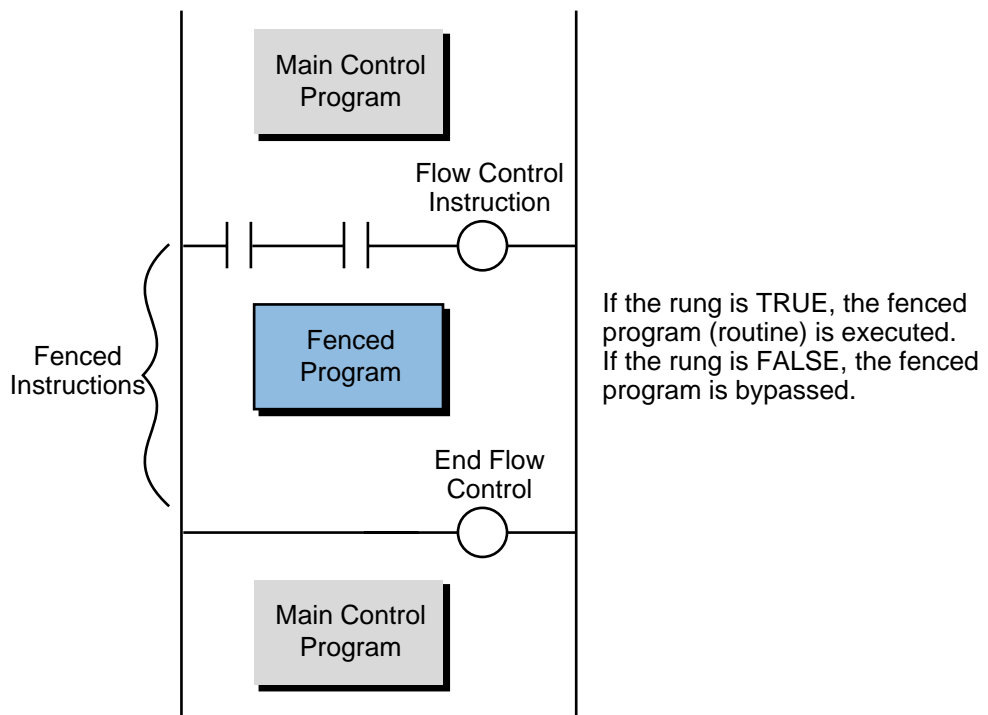 Main Control
Program
Flow Control
Instruction
Fenced
Instructions
Fenced
Program
If the rung is TRUE, the fenced
program (routine) is executed.
If the rung is FALSE, the fenced
program is bypassed.
End Flow
Control
Main Control
Program